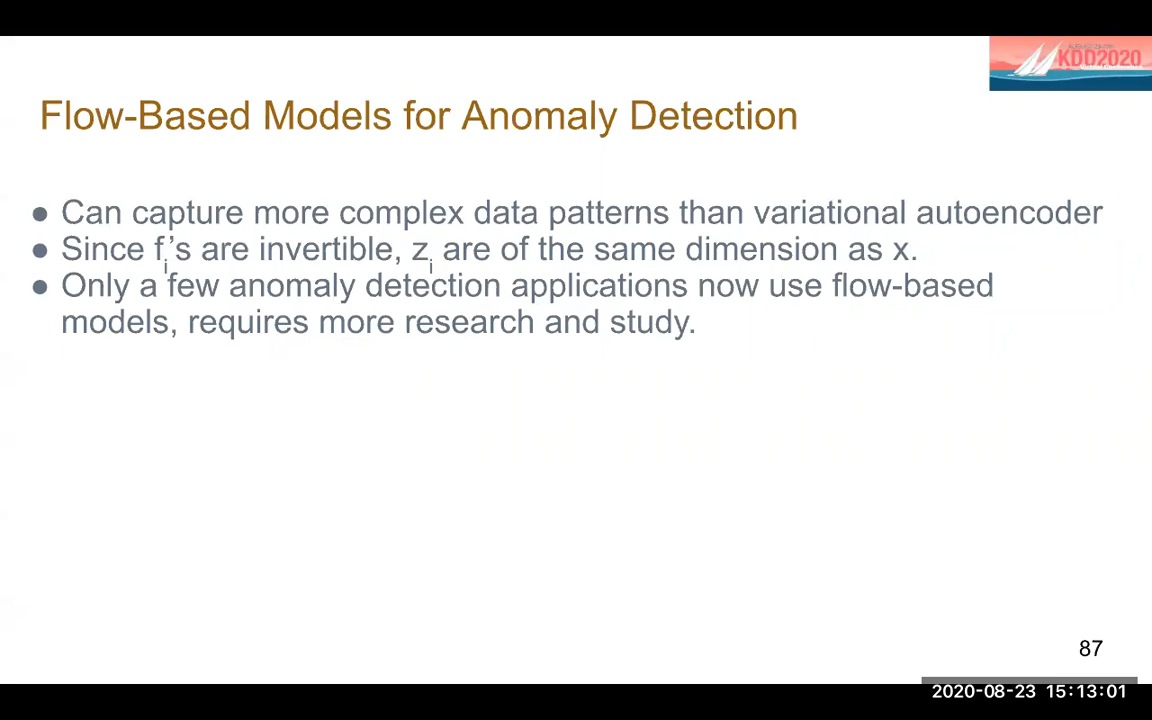 KDD2020
Flow-Based Models for Anomaly Detection
● Can capture more complex data patterns than variational autoencoder
● Since fi’s are invertible, zi are of the same dimension as x.
● Only a few anomaly detection applications now use flow-based
models, requires more research and study.
87
2020-08-23 15:13:01